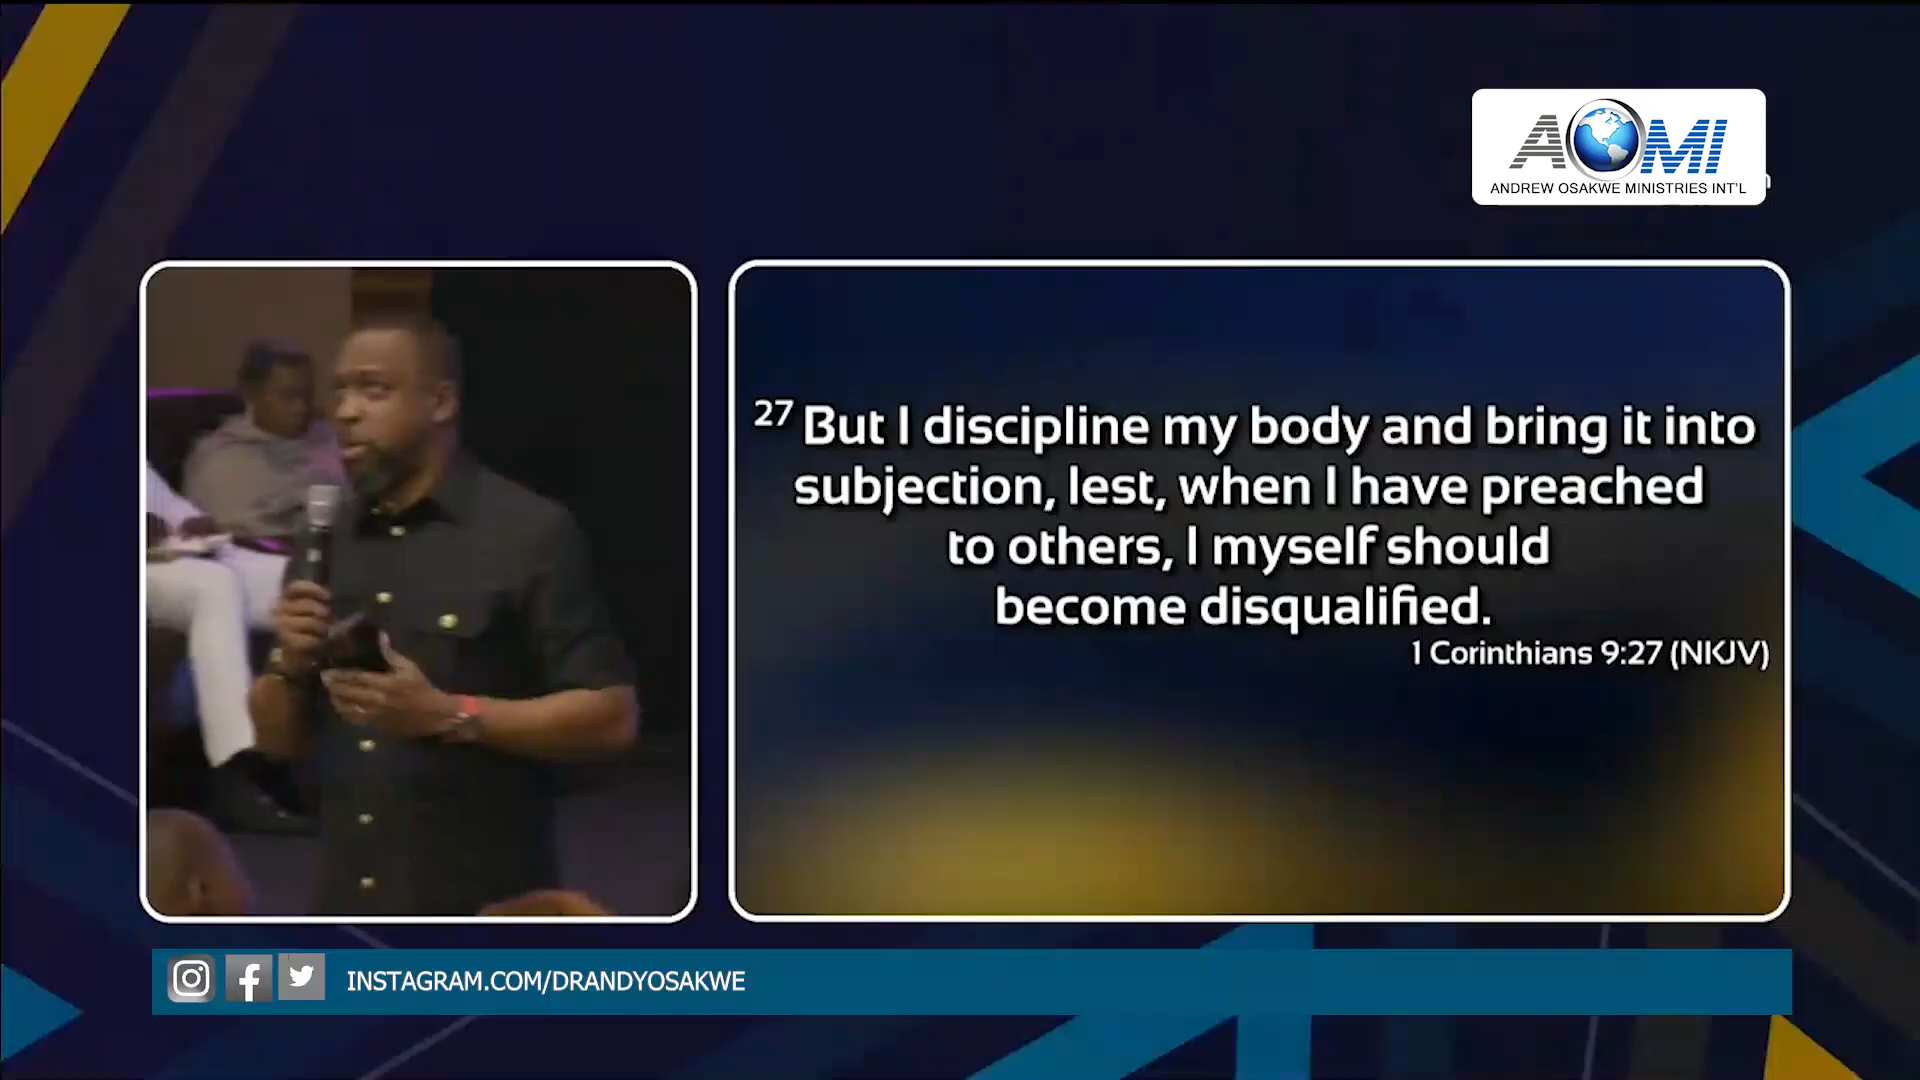 AOMI
ANDREW OSAKWE MINISTRIES INT'L
27 But I discipline my body and bring it into
subjection, lest, when I have preached
to others, I myself should
become disqualified.
1 Corinthians 9:27 (NKJV)
INSTAGRAM.COM/DRANDYOSAKWE